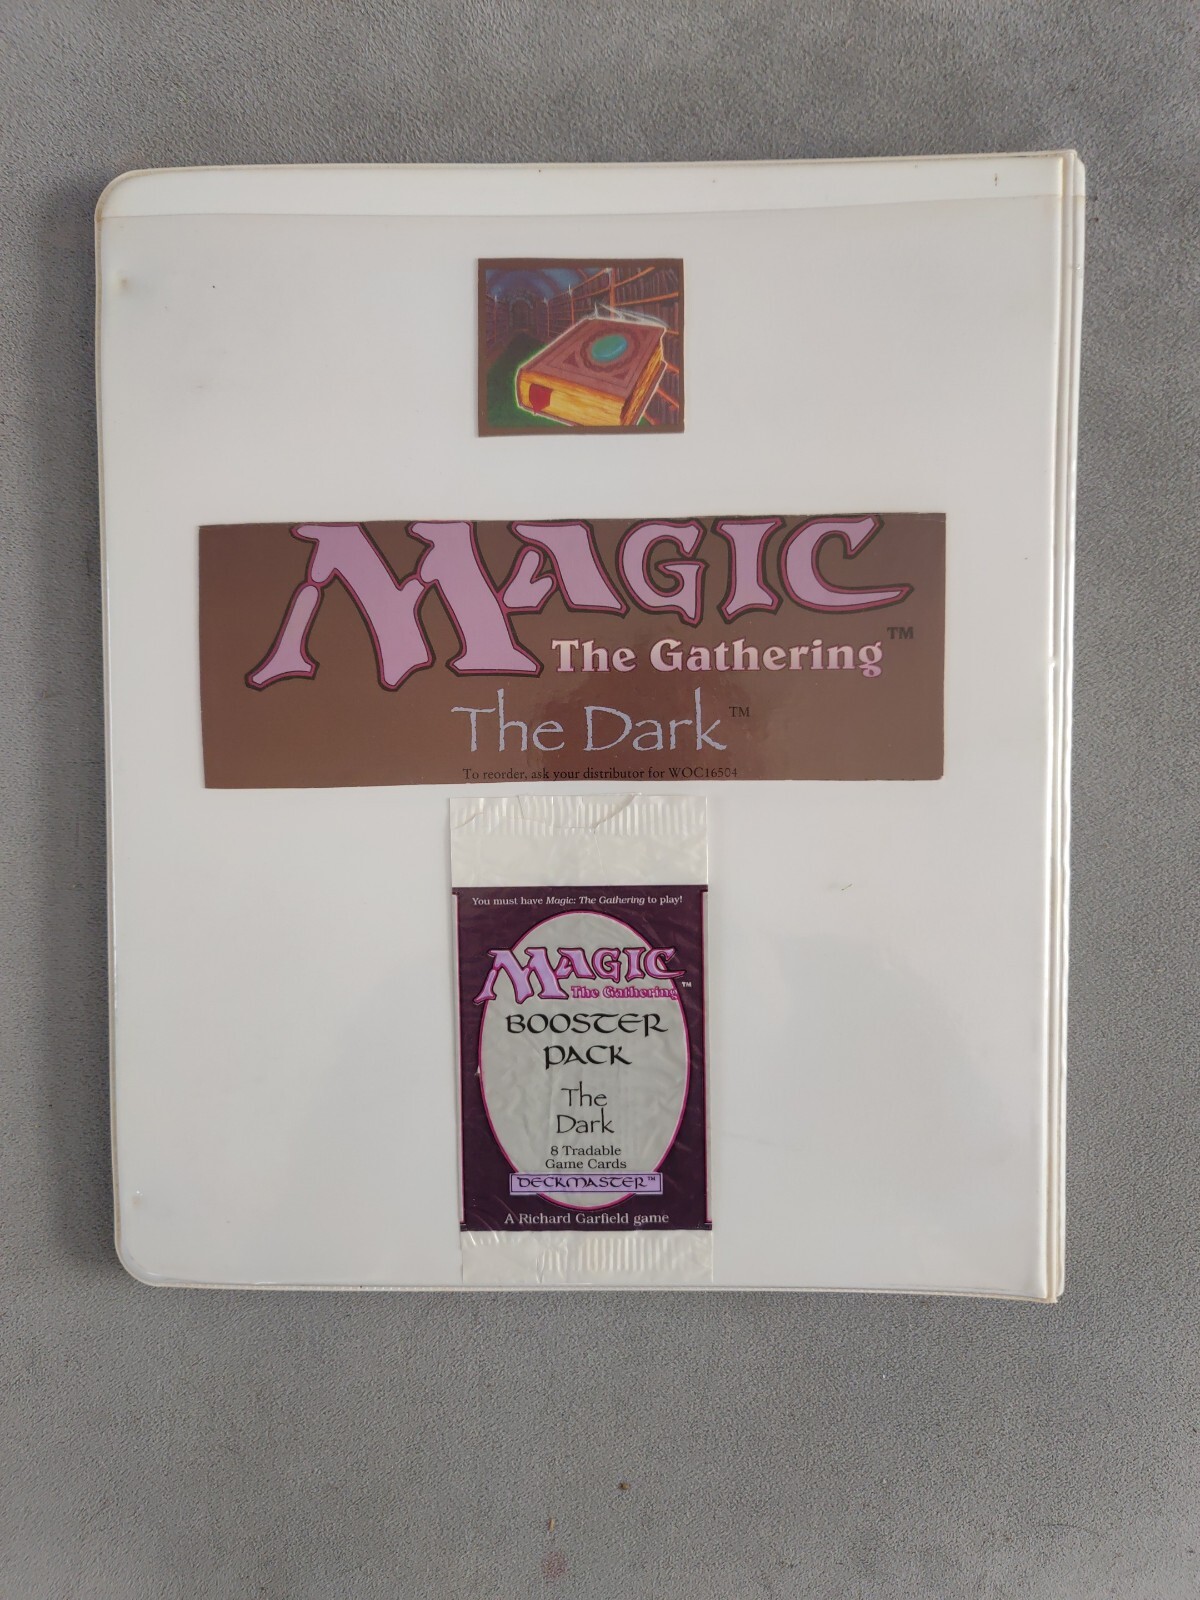 MAGIC
The Gathering™
The Dark™
To reorder, ask your distributor for WOC16504
You must have Magic: The Gathering to play!
MAGIC
The Gathering™
BOOSTER
PACK
The
Dark
8 Tradable
Game Cards
DECKMASTER™
A Richard Garfield game